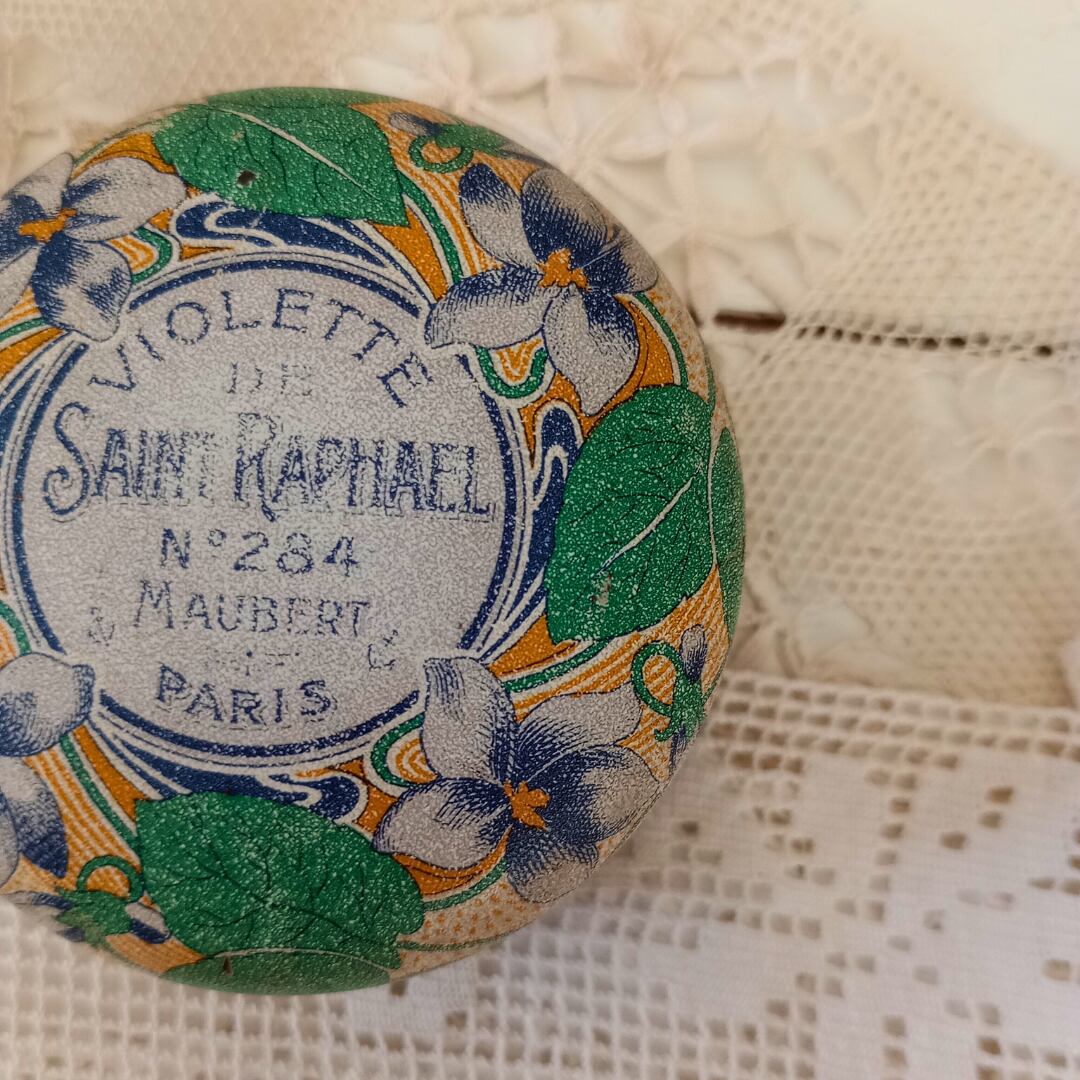 VIOLETTE
DE
SAINT RAPHAEL
N° 284
MAUBERT
PARIS